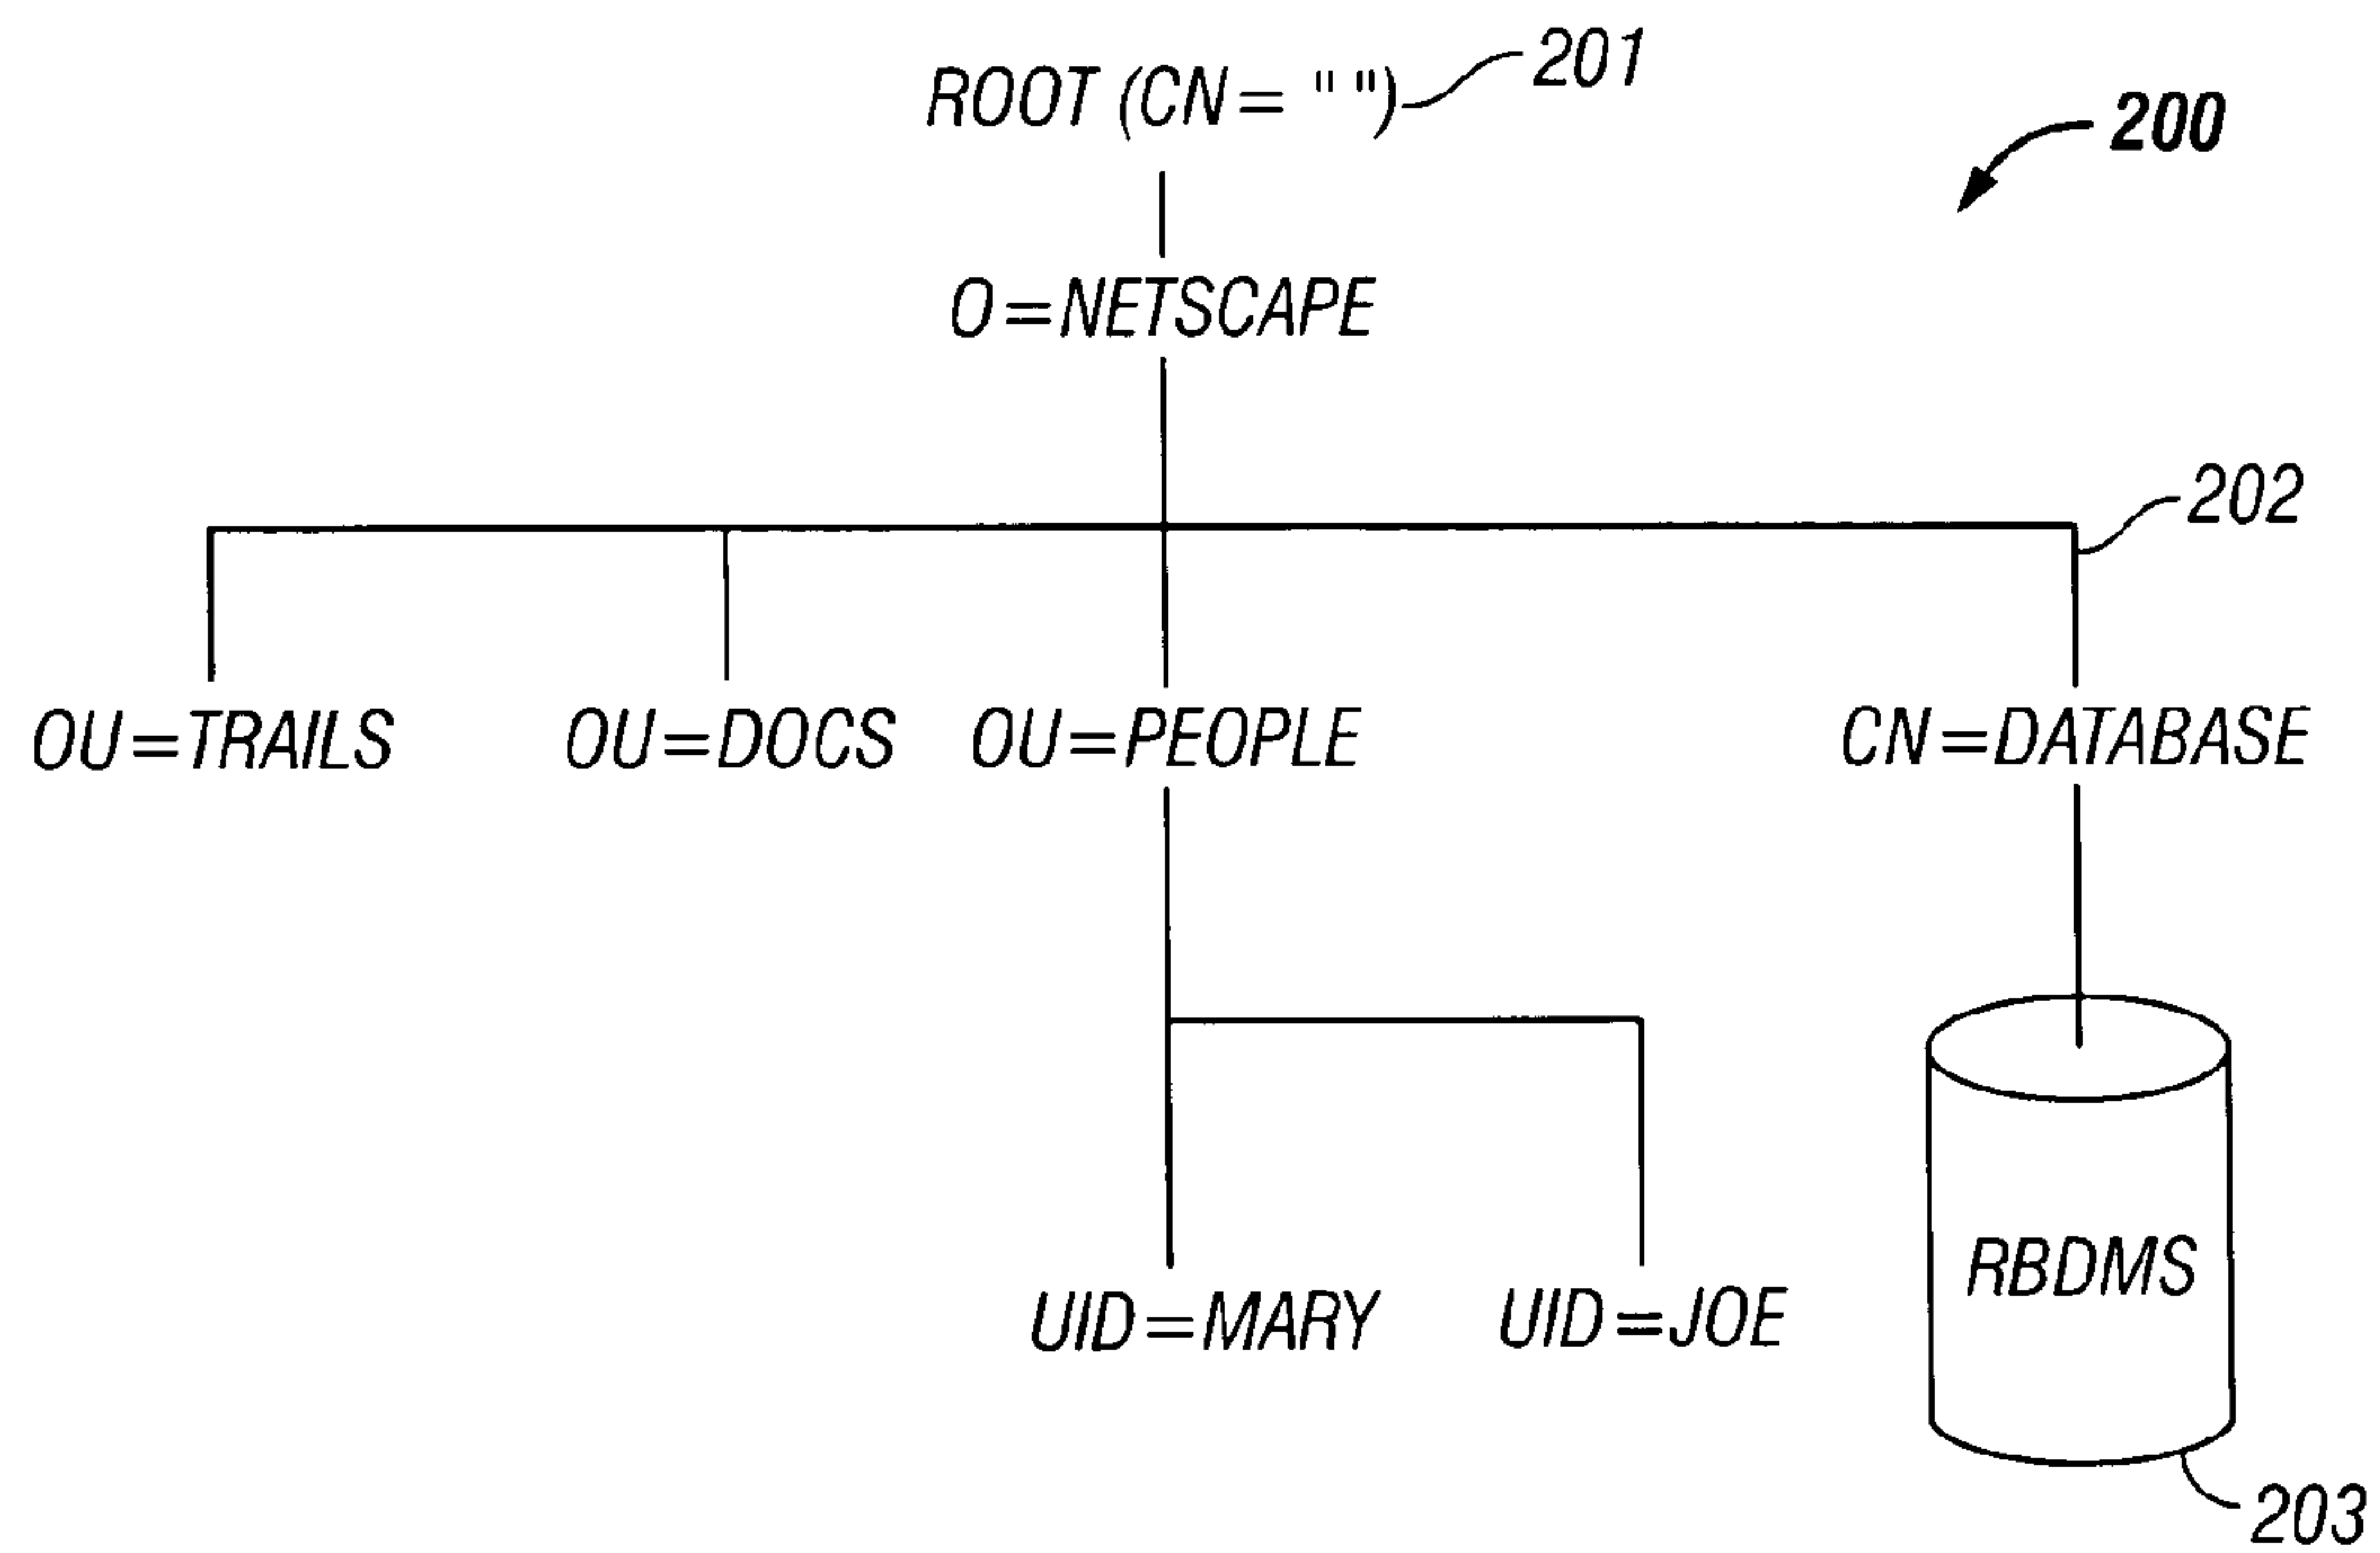 ROOT (CN= " ") 201
200
O=NETSCAPE
202
OU=TRAILS OU=DOCS OU=PEOPLE CN=DATABASE
RBDMS
UID=MARY UID=JOE
203